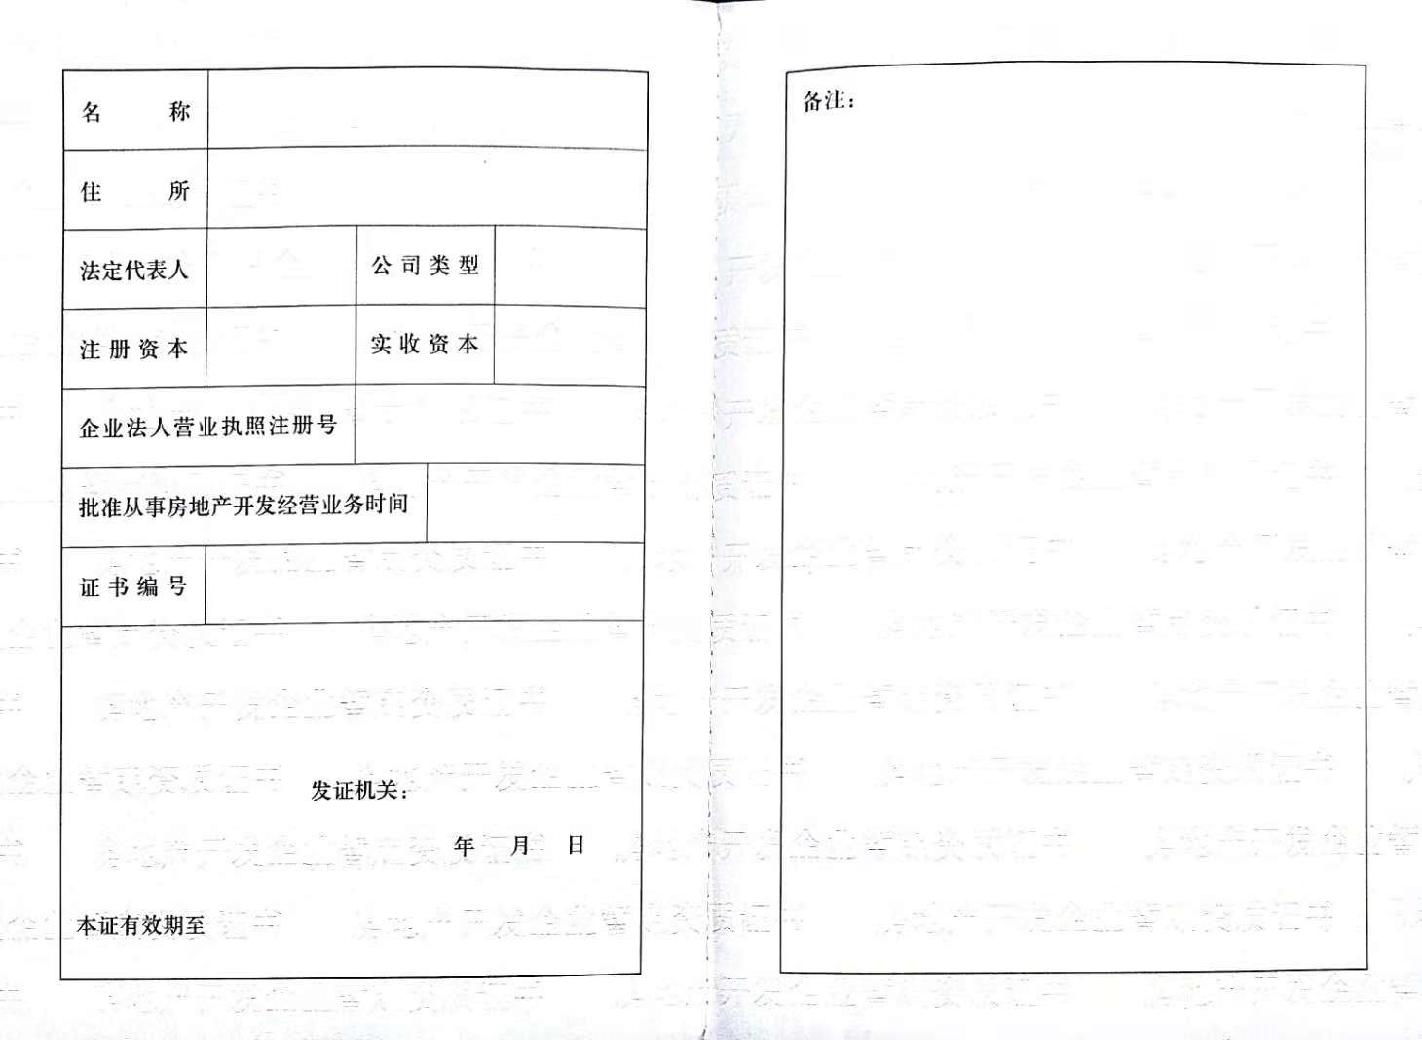 名 称
住 所
法定代表人 公司类型
注册资本 实收资本
企业法人营业执照注册号
批准从事房地产开发经营业务时间
证书编号
发证机关：
年 月 日
本证有效期至
备注：